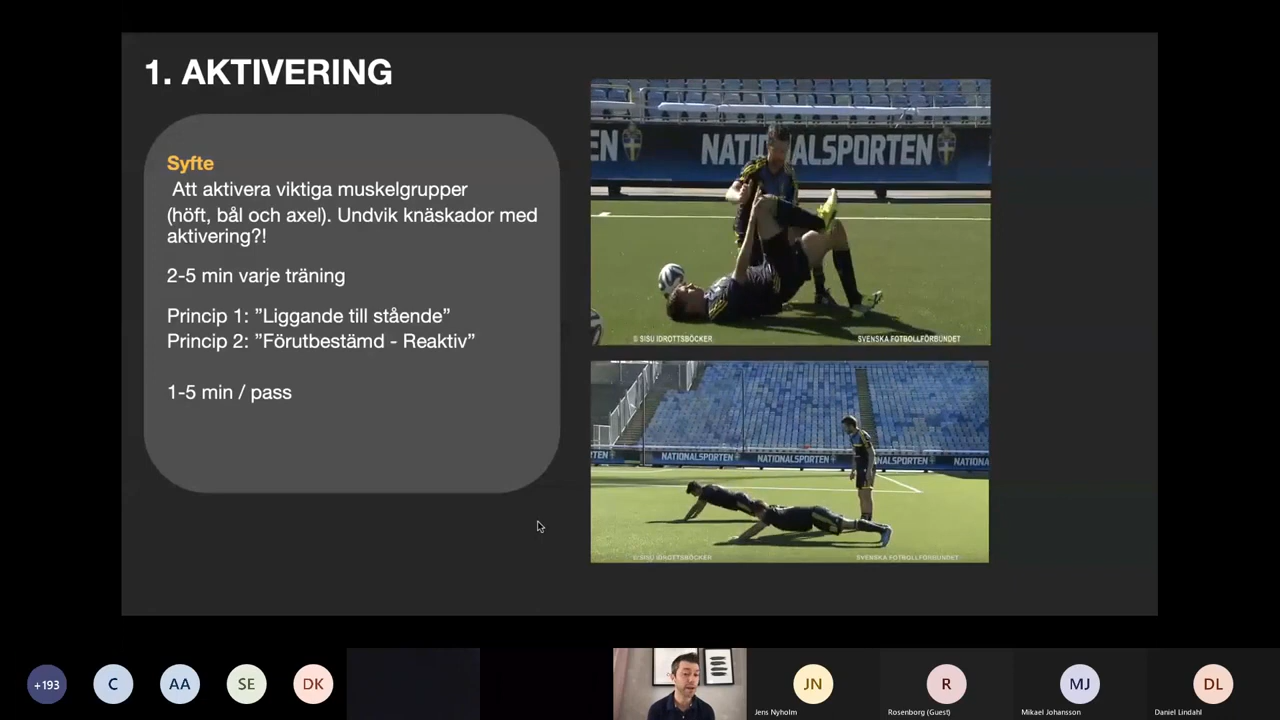 1. AKTIVERING
Syfte
Att aktivera viktiga muskelgrupper
(höft, bål och axel). Undvik knäskador med
aktivering?!
2-5 min varje träning
Princip 1: ”Liggande till stående”
Princip 2: ”Förutbestämd - Reaktiv”
1-5 min / pass
EN
NATIONALSPORTEN
© SISU IDROTTSBÖCKER
SVENSKA FOTBOLLFÖRBUNDET
RTEN
NATIONALSPORTEN
NATIONALSPORTEN
NATIONA
© SISU IDROTTSBÖCKER
SVENSKA FOTBOLLFÖRBUNDET
+193
C
AA
SE
DK
JN
R
MJ
DL
Jens Nyholm
Rosenborg (Guest)
Mikael Johansson
Daniel Lindahl